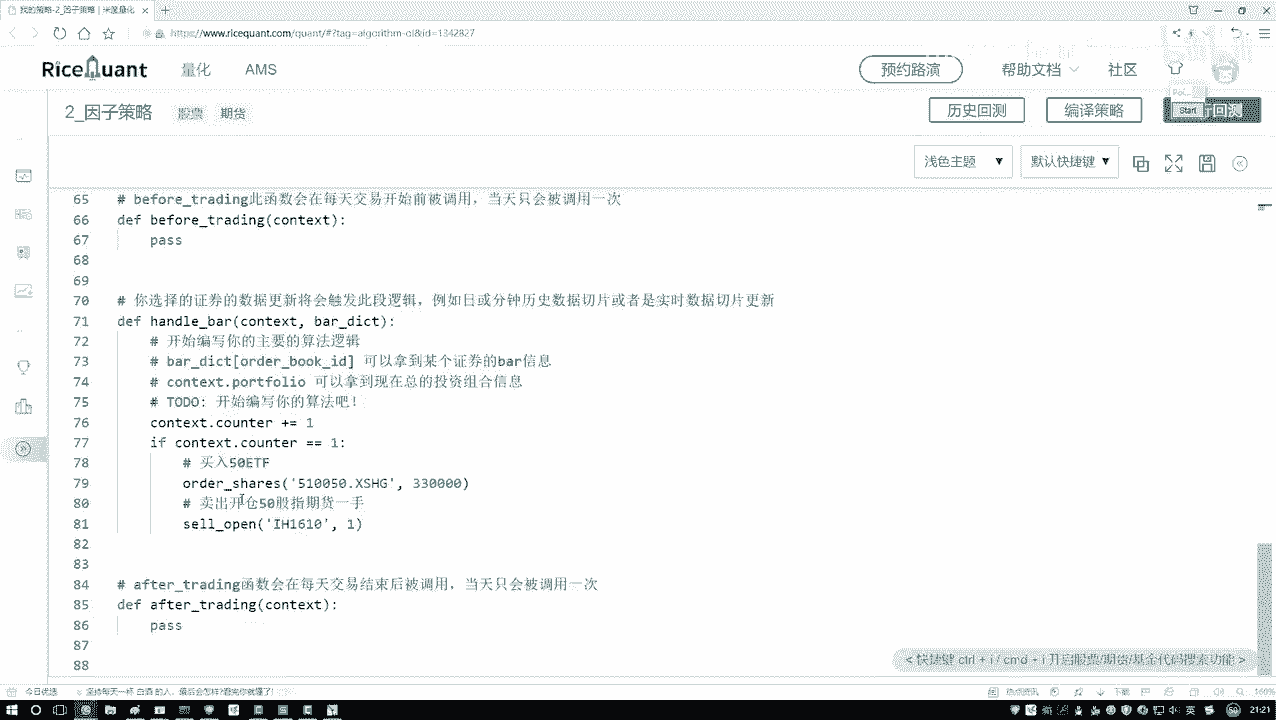 我的策略-2_因子策略 | 米筐量化
https://www.ricequant.com/quant/#?tag=algorithm-ol&id=1342827
RiceQuant 量化 AMS 预约路演 帮助文档 社区
2_因子策略 股票 期货 历史回测 编译策略 Start
浅色主题 默认快捷键
65 # before_trading此函数会在每天交易开始前被调用，当天只会被调用一次
66 def before_trading(context):
67 pass
68
69
70 # 你选择的证券的数据更新将会触发此段逻辑，例如日或分钟历史数据切片或者是实时数据切片更新
71 def handle_bar(context, bar_dict):
72 # 开始编写你的主要的算法逻辑
73 # bar_dict[order_book_id] 可以拿到某个证券的bar信息
74 # context.portfolio 可以拿到现在总的投资组合信息
75 # TODO: 开始编写你的算法吧！
76 context.counter += 1
77 if context.counter == 1:
78 # 买入50ETF
79 order_shares('510050.XSHG', 330000)
80 # 卖出开仓50股指期货一手
81 sell_open('IH1610', 1)
82
83
84 # after_trading函数会在每天交易结束后被调用，当天只会被调用一次
85 def after_trading(context):
86 pass
87
88
< 快捷键 ctrl + i / cmd + i 开启股票/期货/基金代码搜索功能 >
今日优选
21:21